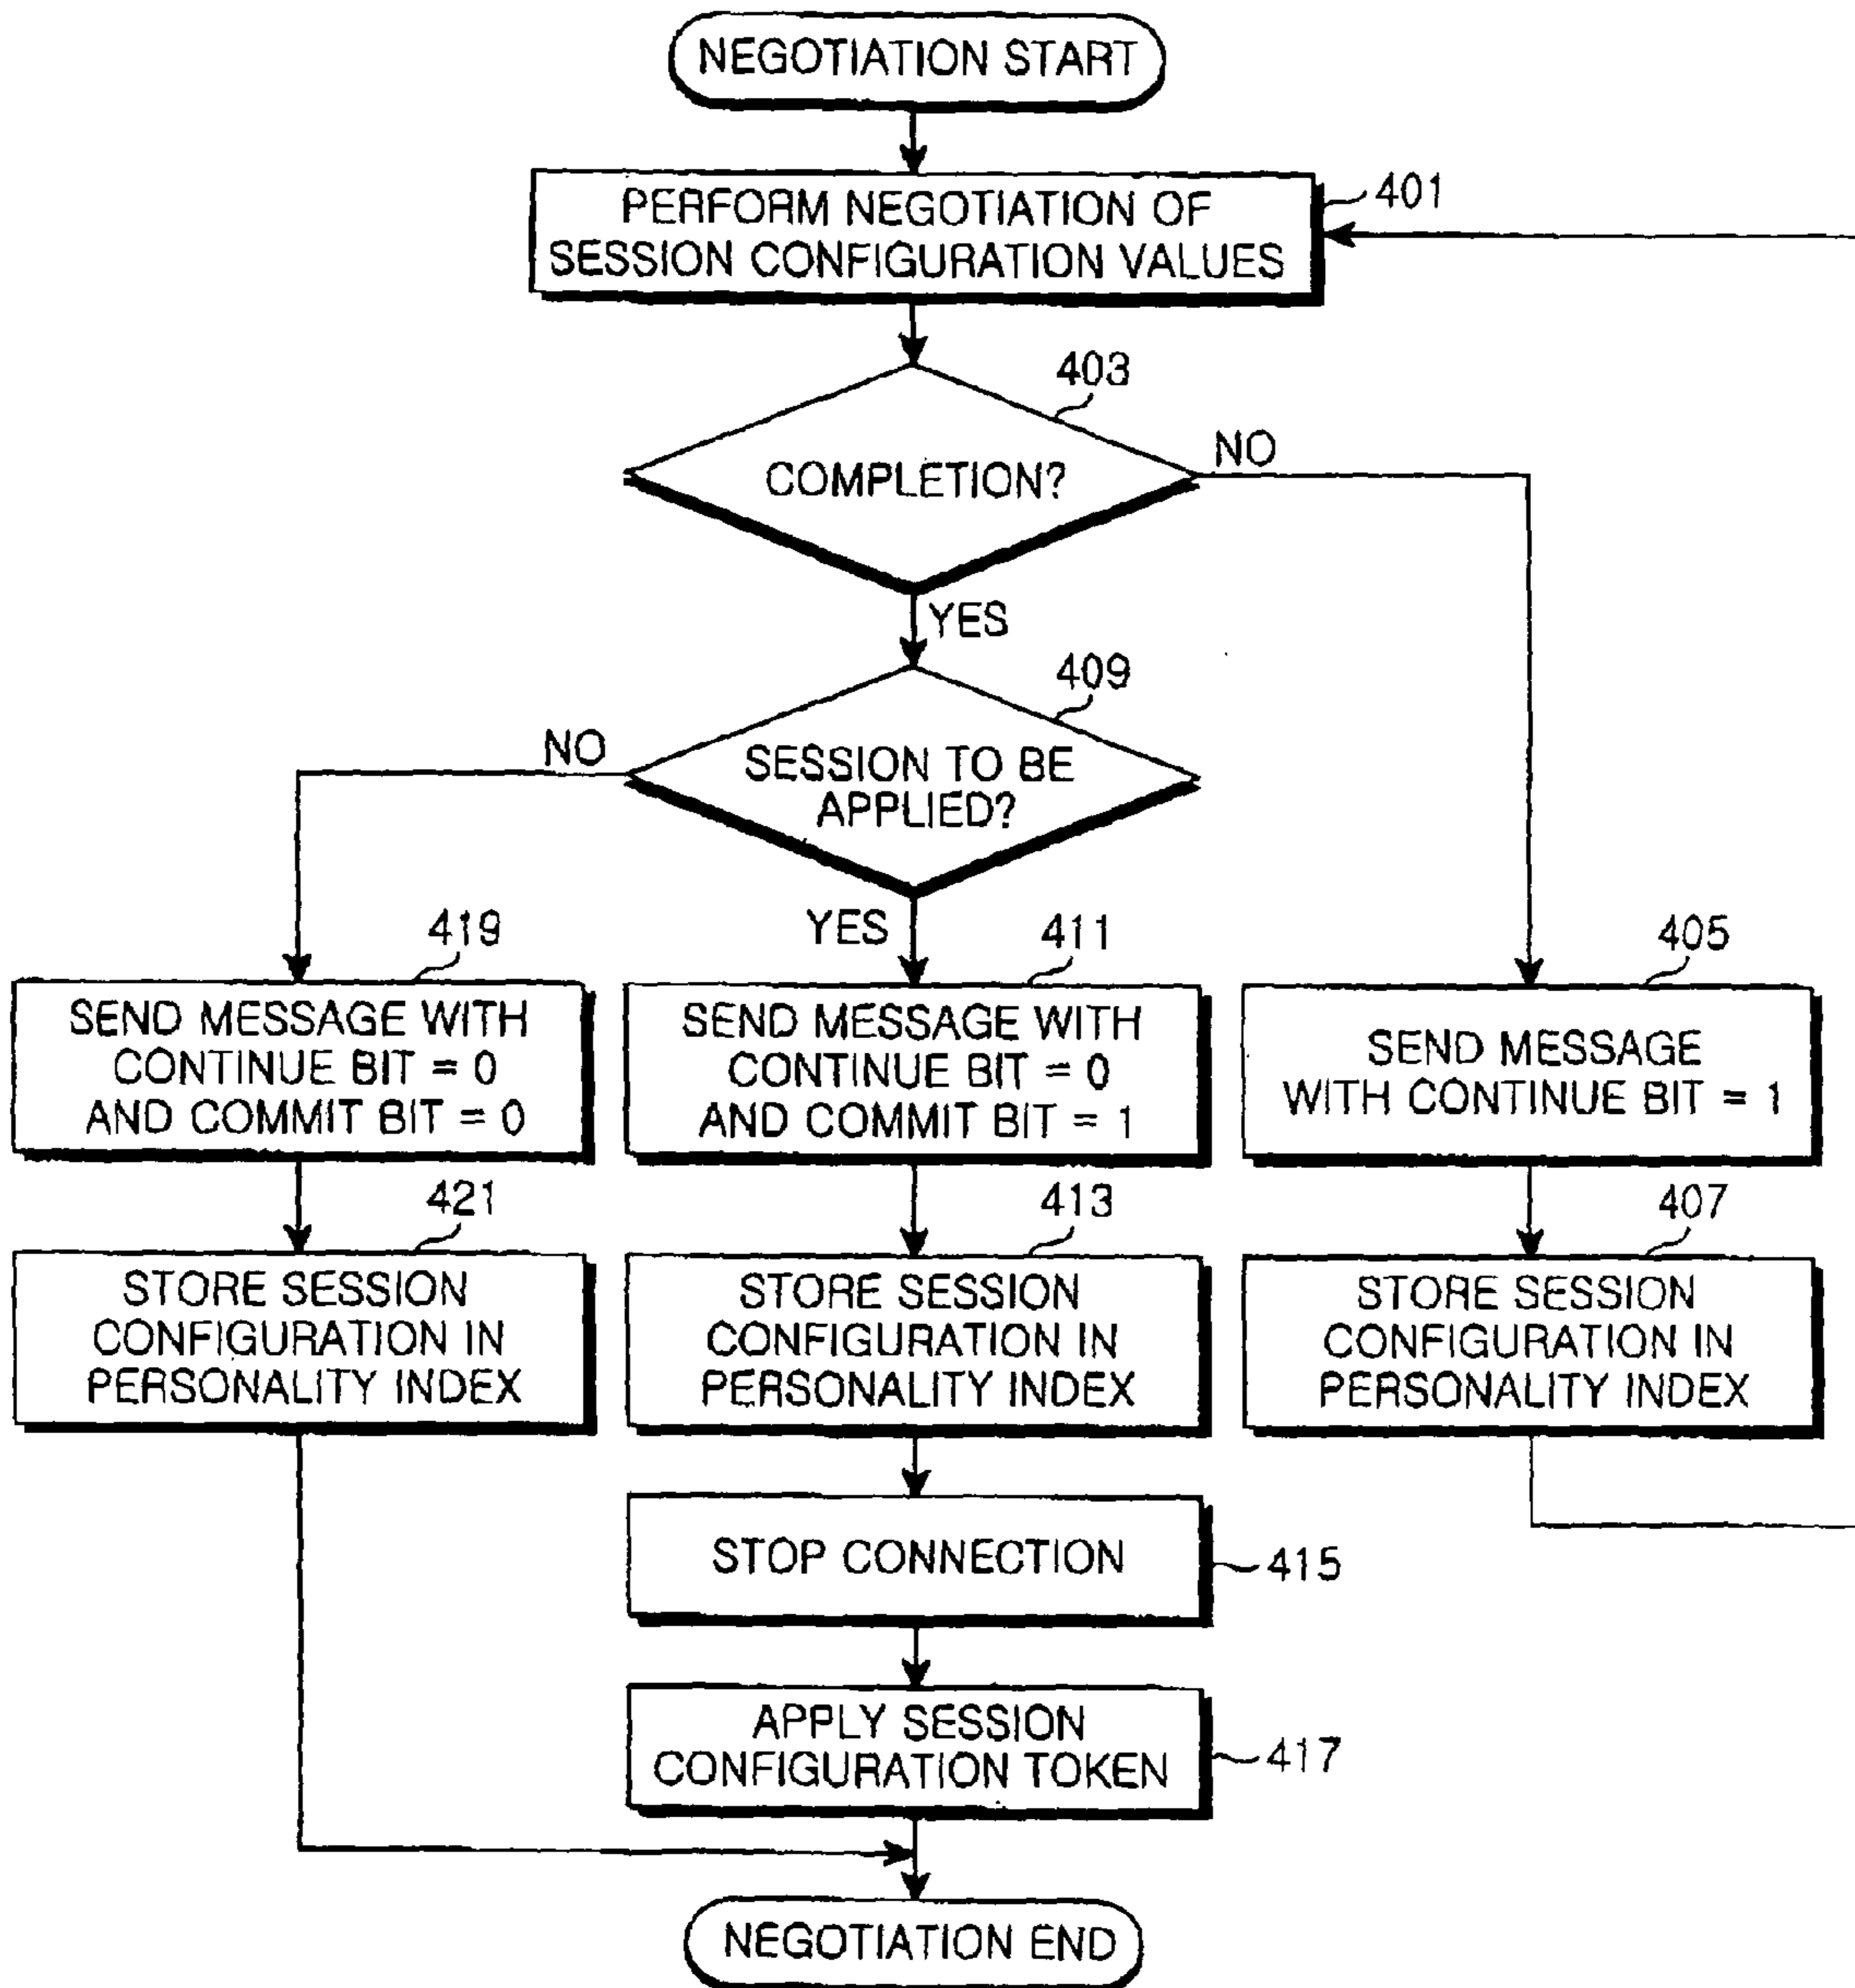 NEGOTIATION START
PERFORM NEGOTIATION OF
SESSION CONFIGURATION VALUES
401
403
COMPLETION?
NO
YES
409
SESSION TO BE
APPLIED?
NO
YES
419
SEND MESSAGE WITH
CONTINUE BIT = 0
AND COMMIT BIT = 0
411
SEND MESSAGE WITH
CONTINUE BIT = 0
AND COMMIT BIT = 1
405
SEND MESSAGE
WITH CONTINUE BIT = 1
421
STORE SESSION
CONFIGURATION IN
PERSONALITY INDEX
413
STORE SESSION
CONFIGURATION IN
PERSONALITY INDEX
407
STORE SESSION
CONFIGURATION IN
PERSONALITY INDEX
STOP CONNECTION
415
APPLY SESSION
CONFIGURATION TOKEN
417
NEGOTIATION END